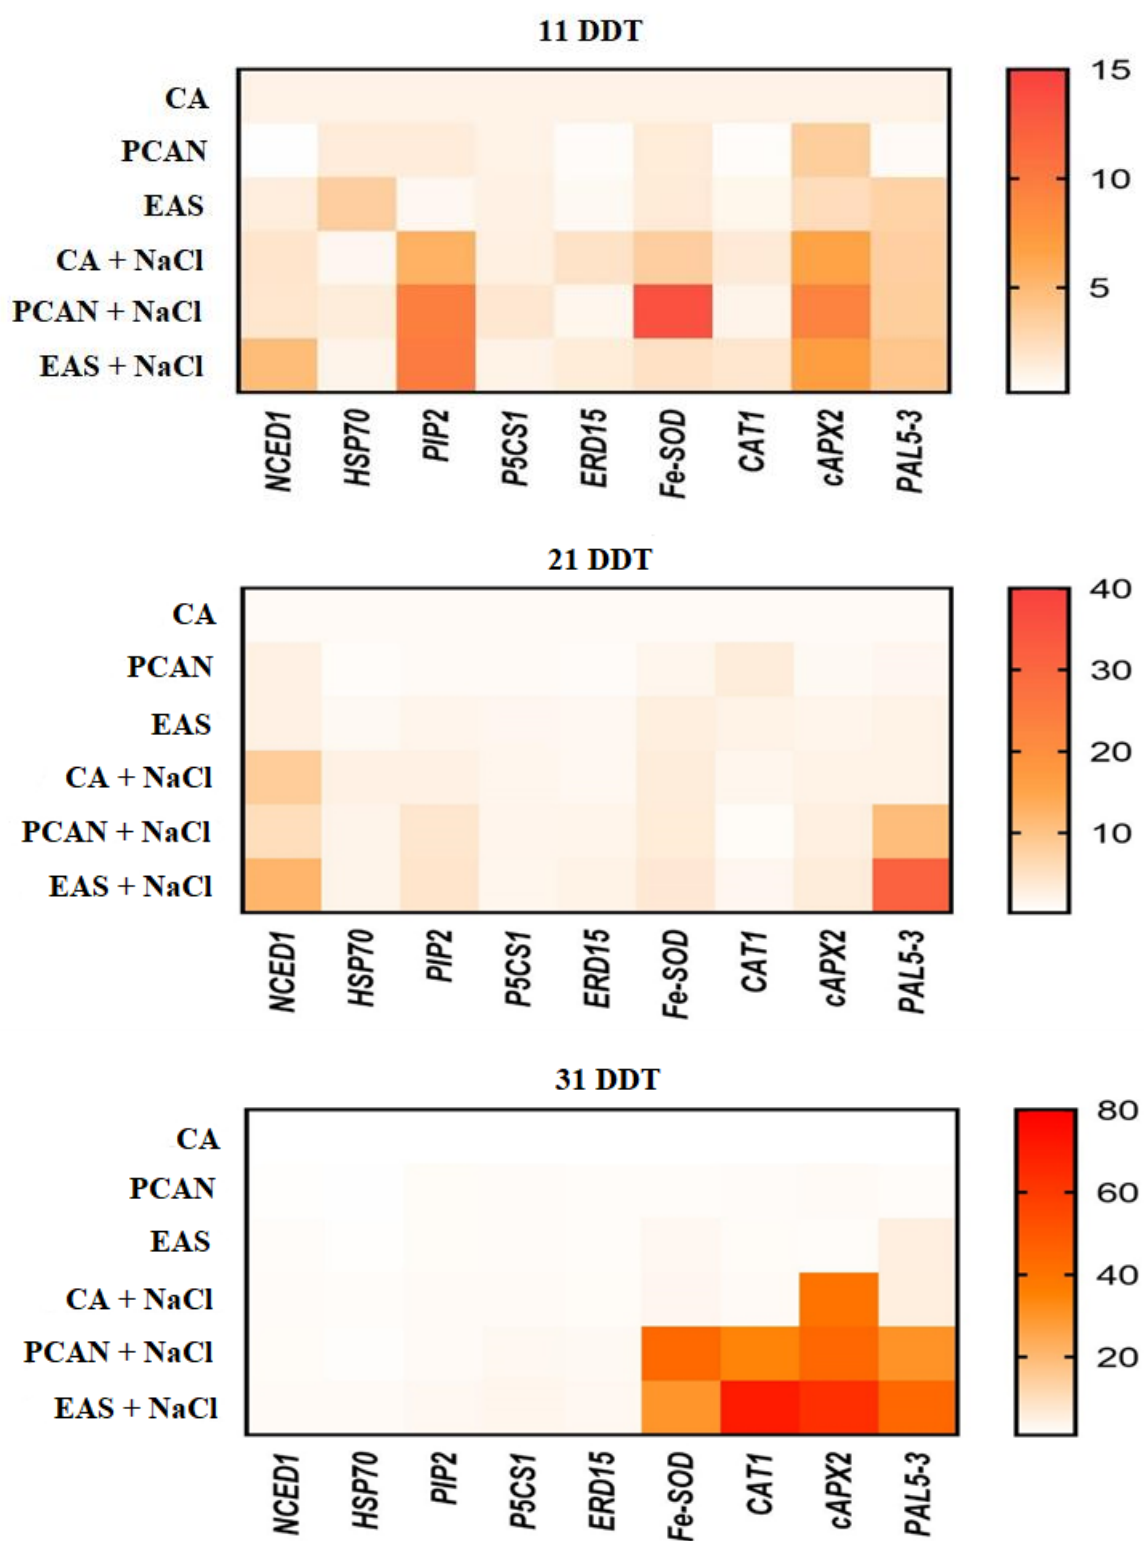 11 DDT
15
CA
PCAN
10
EAS
CA + NaCl
5
PCAN + NaCl
EAS + NaCl
NCED1 HSP70 PIP2 P5CS1 ERD15 Fe-SOD CAT1 cAPX2 PAL5-3
21 DDT
40
CA
PCAN
30
EAS
20
CA + NaCl
PCAN + NaCl
10
EAS + NaCl
NCED1 HSP70 PIP2 P5CS1 ERD15 Fe-SOD CAT1 cAPX2 PAL5-3
31 DDT
80
CA
PCAN
60
EAS
40
CA + NaCl
PCAN + NaCl
20
EAS + NaCl
NCED1 HSP70 PIP2 P5CS1 ERD15 Fe-SOD CAT1 cAPX2 PAL5-3